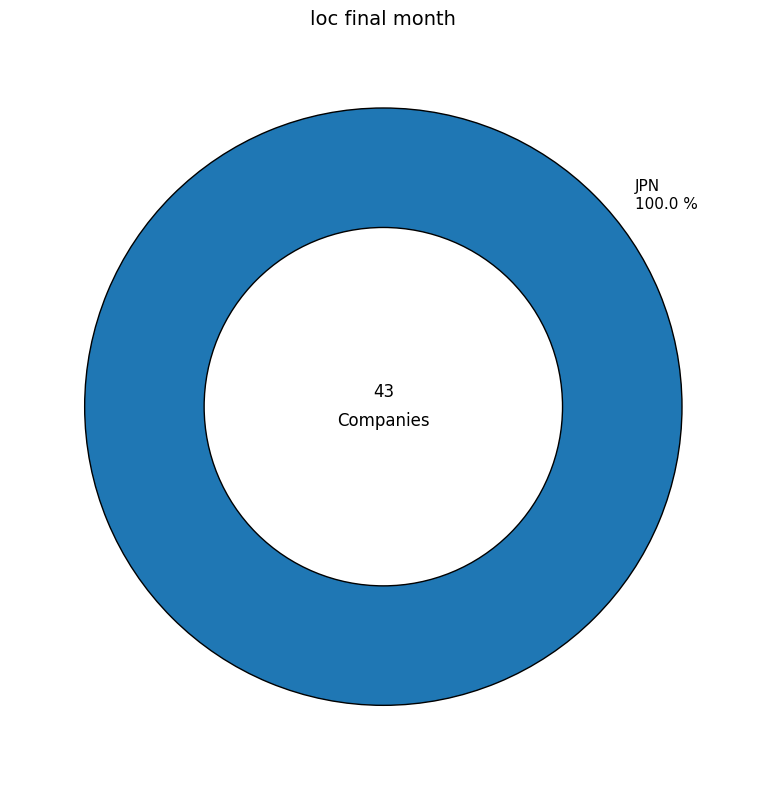 loc final month
JPN
100.0 %
43
Companies